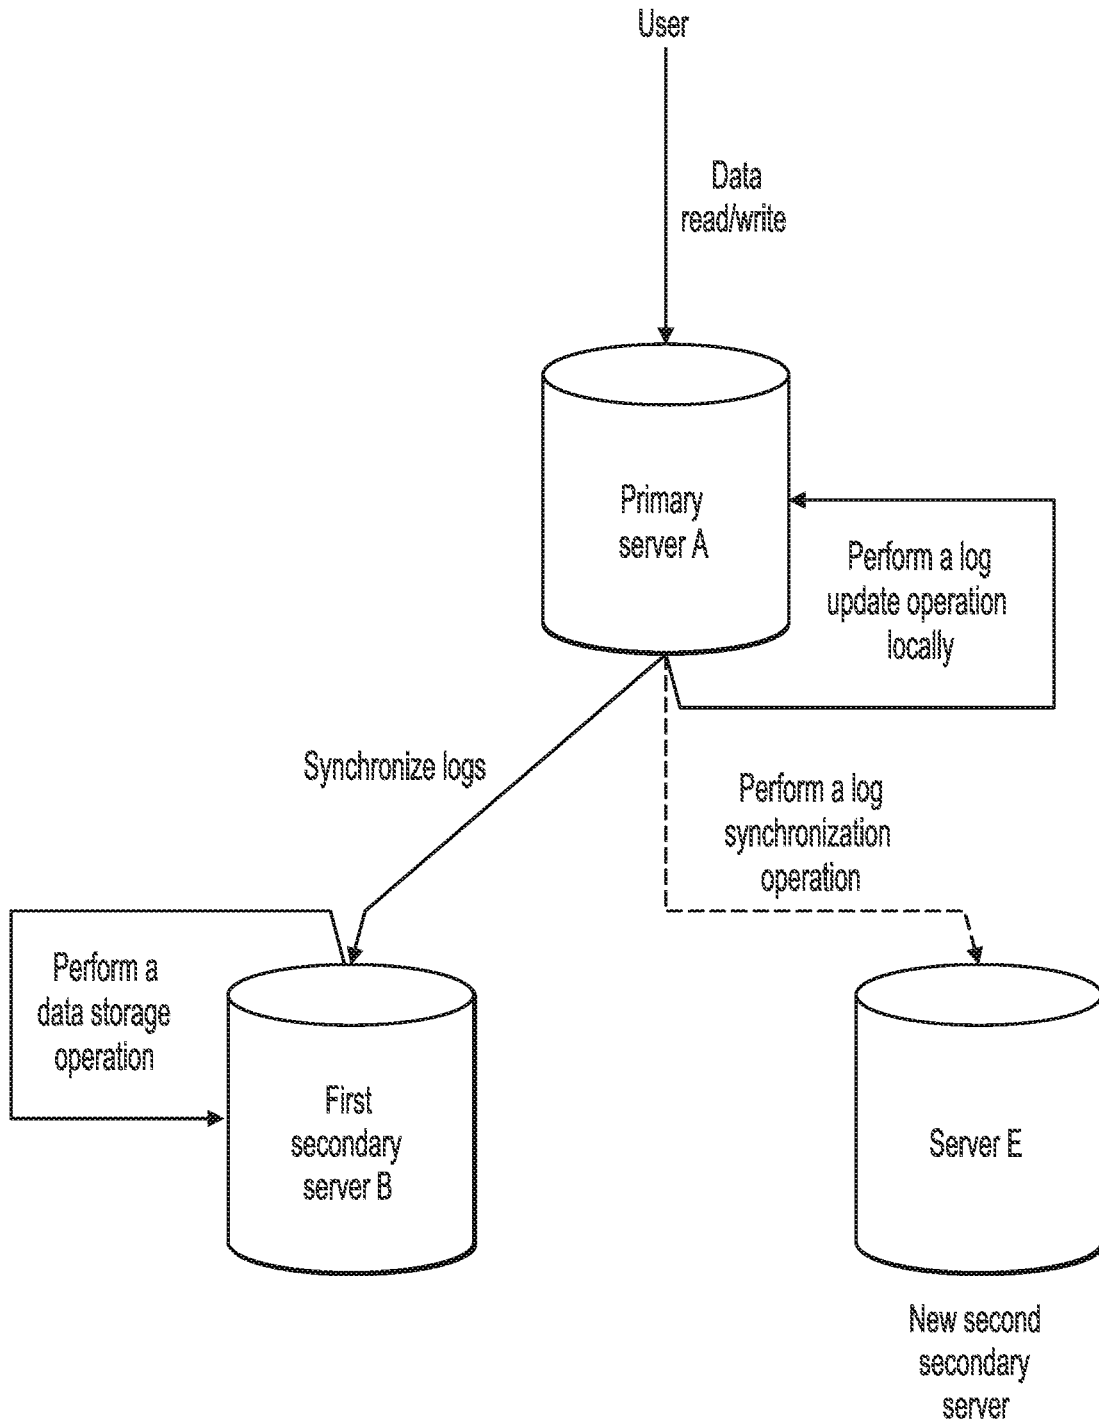 User
Data
read/write
Primary
server A
Perform a log
update operation
locally
Synchronize logs
Perform a log
synchronization
operation
Perform a
data storage
operation
First
secondary
server B
Server E
New second
secondary
server